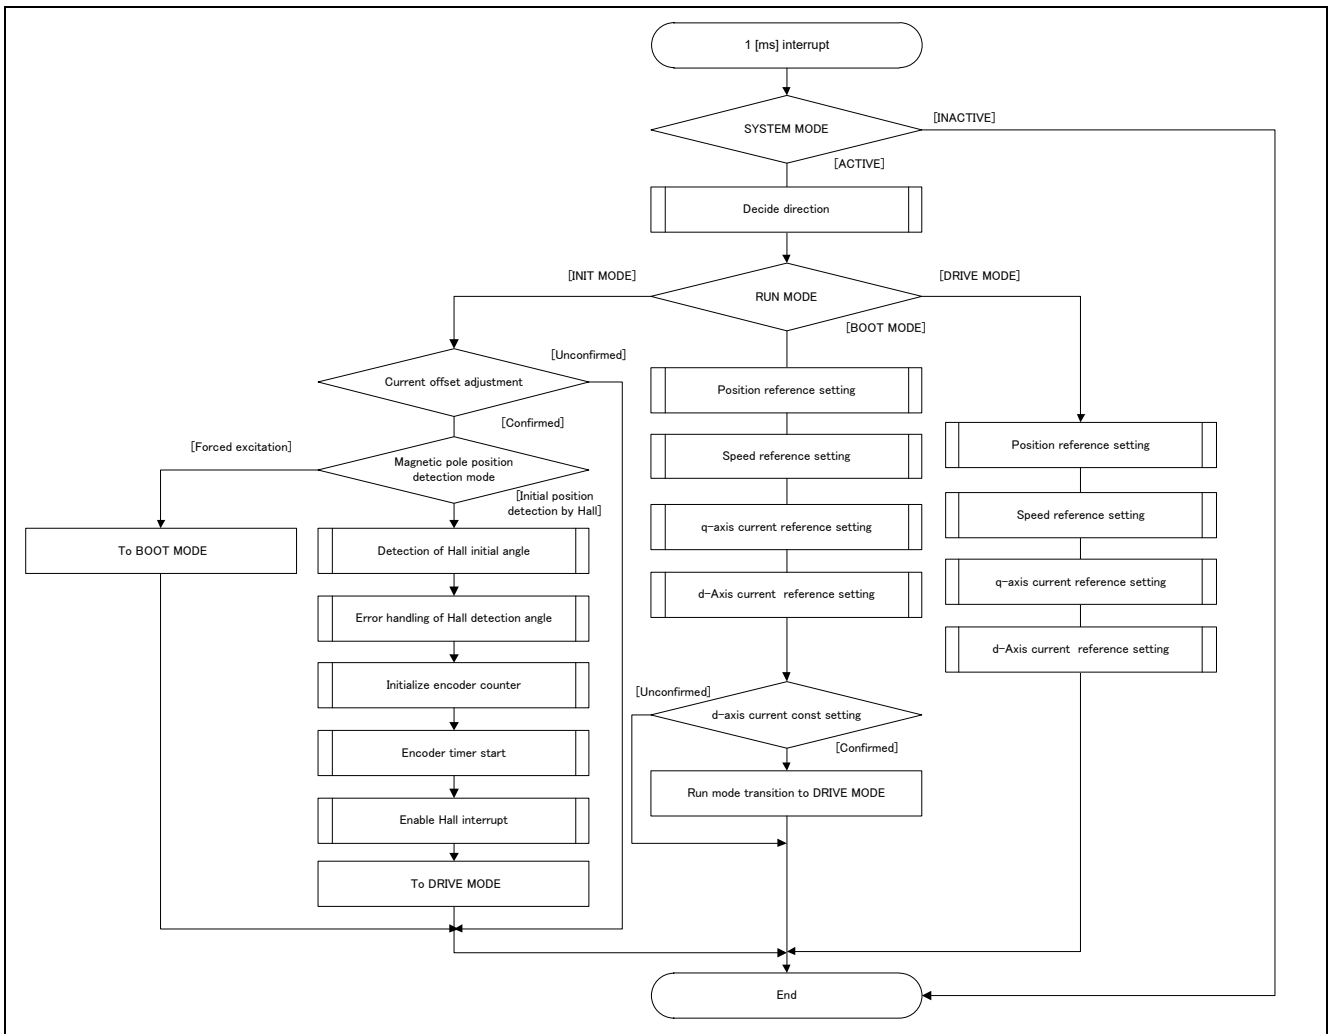 1 [ms] interrupt
SYSTEM MODE
[INACTIVE]
[ACTIVE]
Decide direction
[INIT MODE]
RUN MODE
[DRIVE MODE]
[BOOT MODE]
Current offset adjustment
[Unconfirmed]
[Confirmed]
[Forced excitation]
Magnetic pole position
detection mode
[Initial position
detection by Hall]
To BOOT MODE
Detection of Hall initial angle
Error handling of Hall detection angle
Initialize encoder counter
Encoder timer start
Enable Hall interrupt
To DRIVE MODE
Position reference setting
Speed reference setting
q-axis current reference setting
d-Axis current  reference setting
[Unconfirmed]
d-axis current const setting
[Confirmed]
Run mode transition to DRIVE MODE
Position reference setting
Speed reference setting
q-axis current reference setting
d-Axis current  reference setting
End